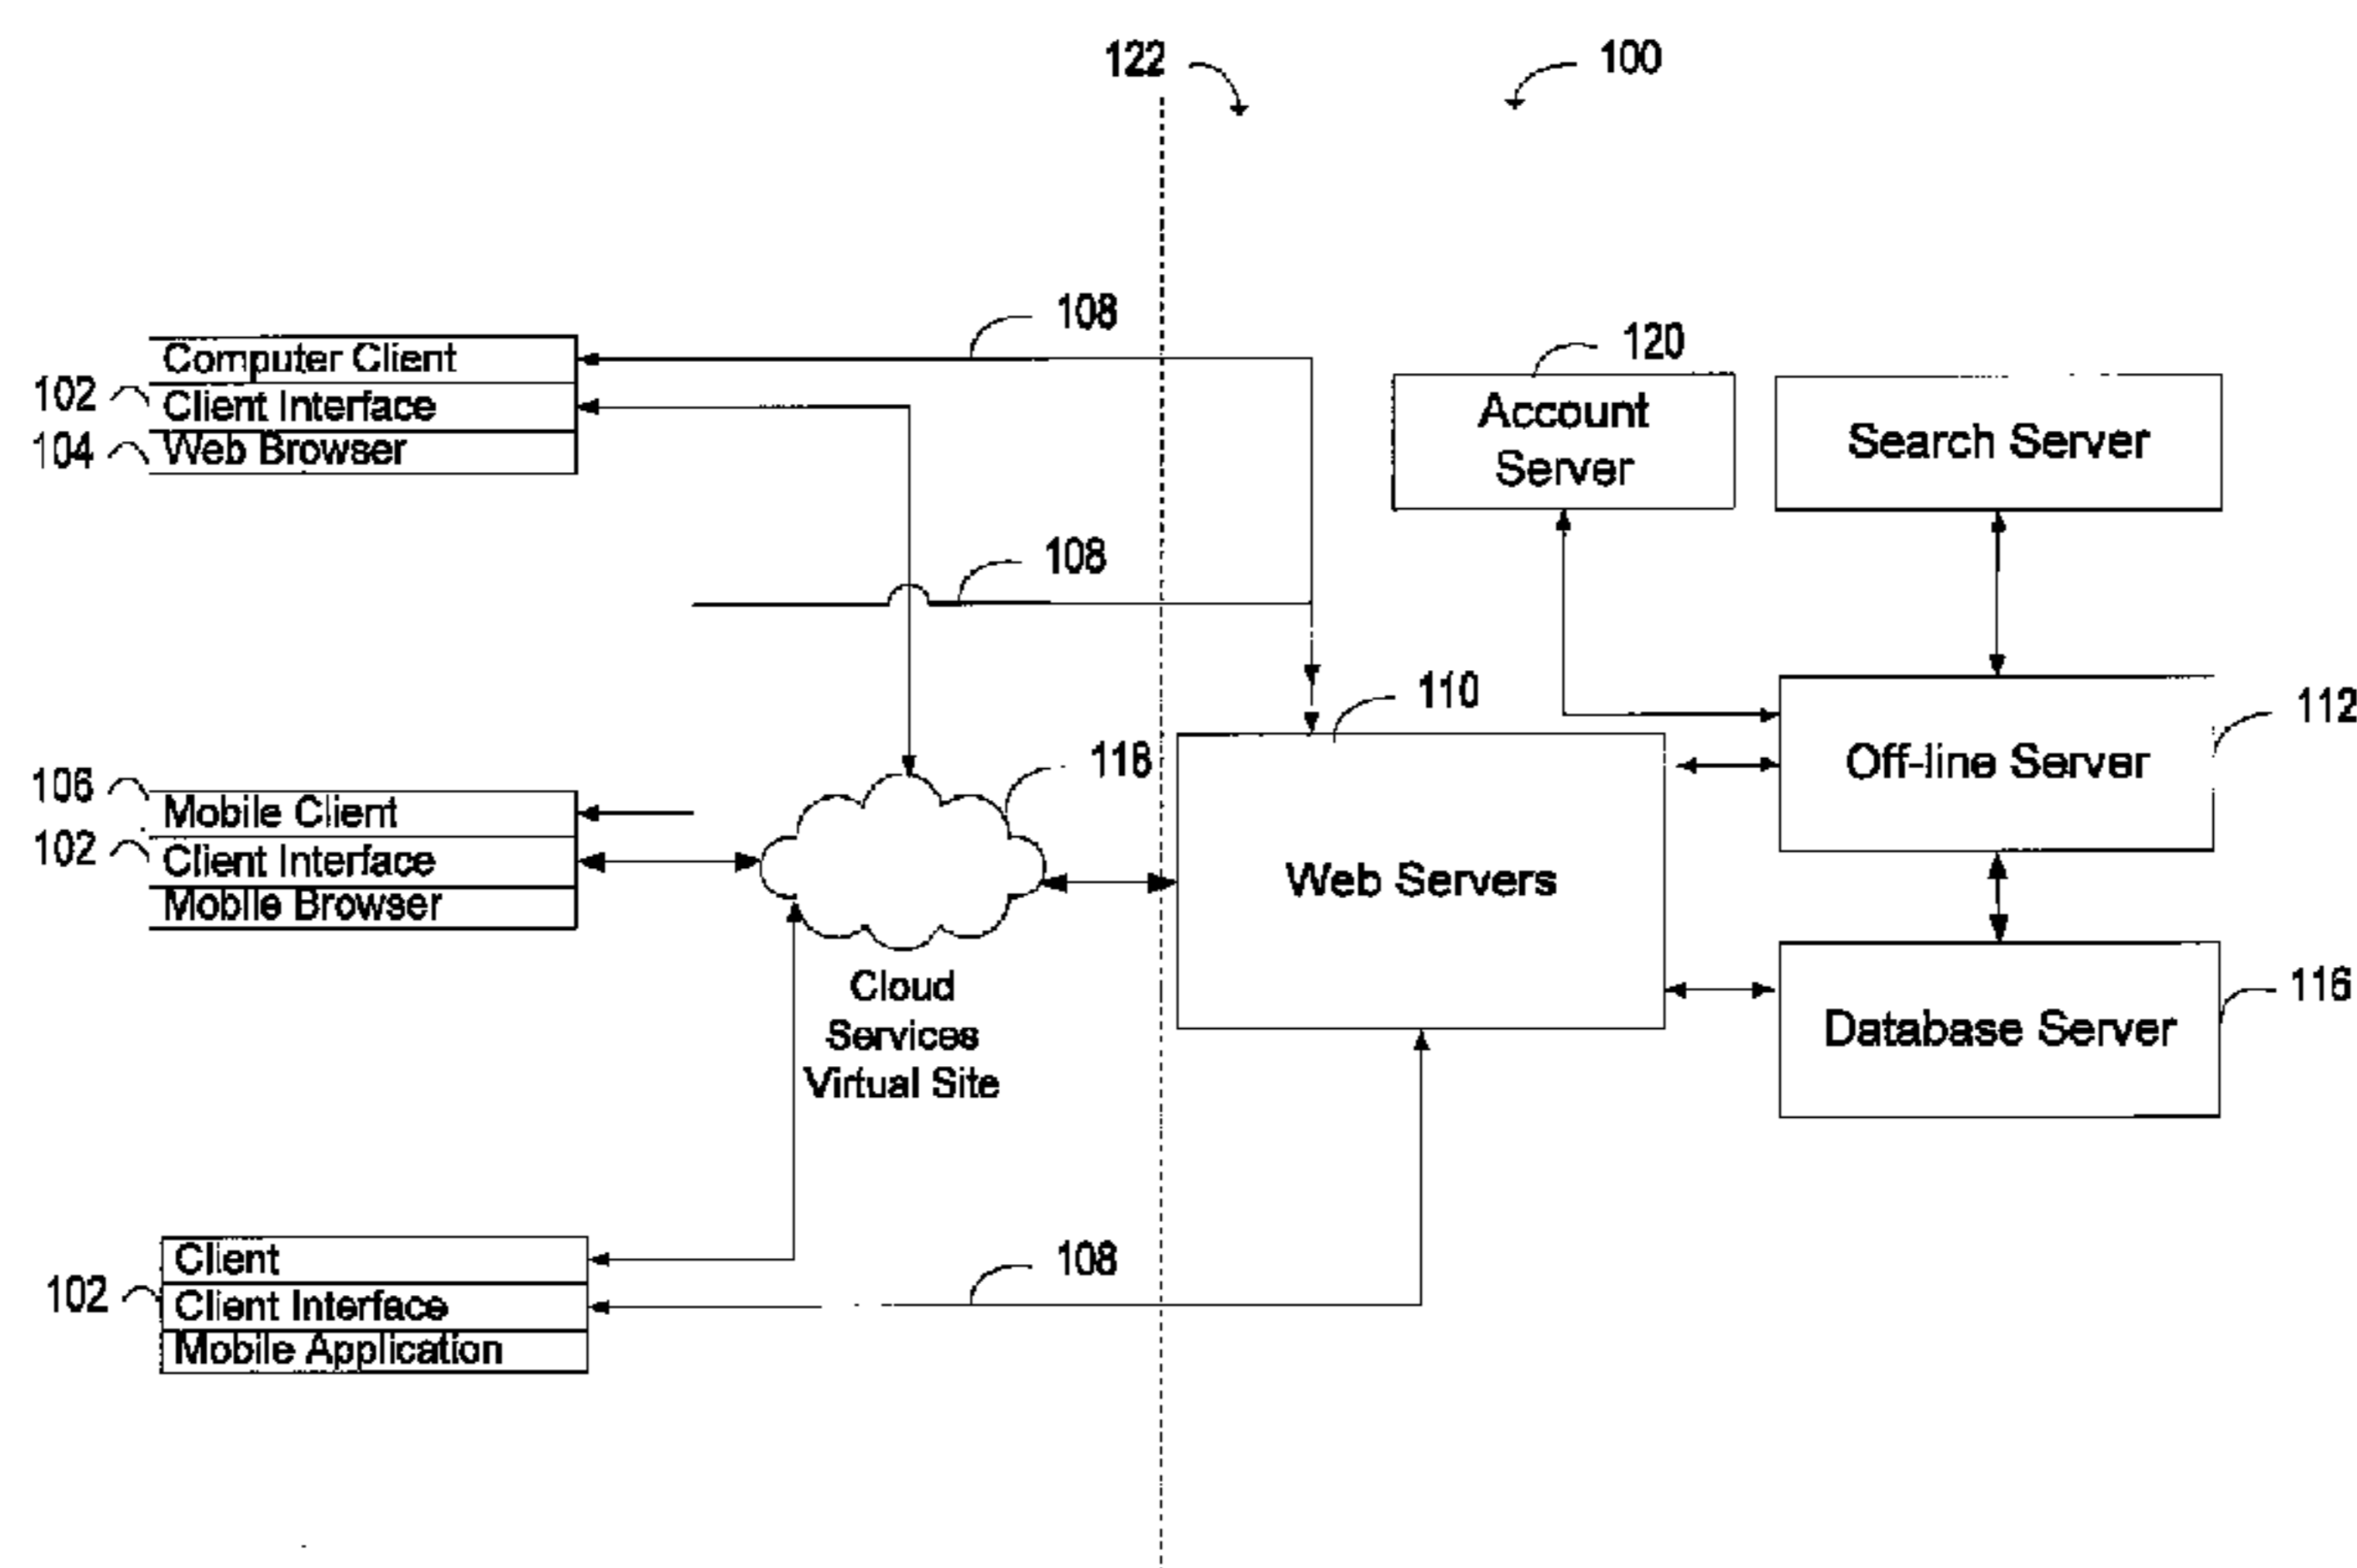 122
100
108
Computer Client
102
Client Interface
104
Web Browser
120
Account
Server
Search Server
108
110
112
Off-line Server
118
106
Mobile Client
102
Client Interface
Mobile Browser
Web Servers
Cloud
Services
Virtual Site
116
Database Server
Client
102
Client Interface
Mobile Application
108